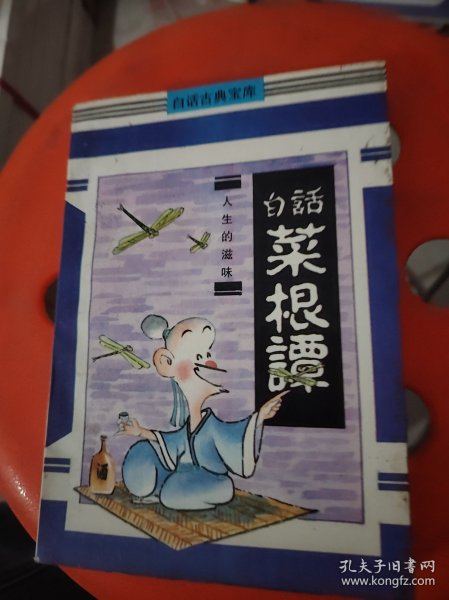 白话古典宝库
白話
菜根譚
人生的滋味
酒
孔夫子旧书网
www.kongfz.com